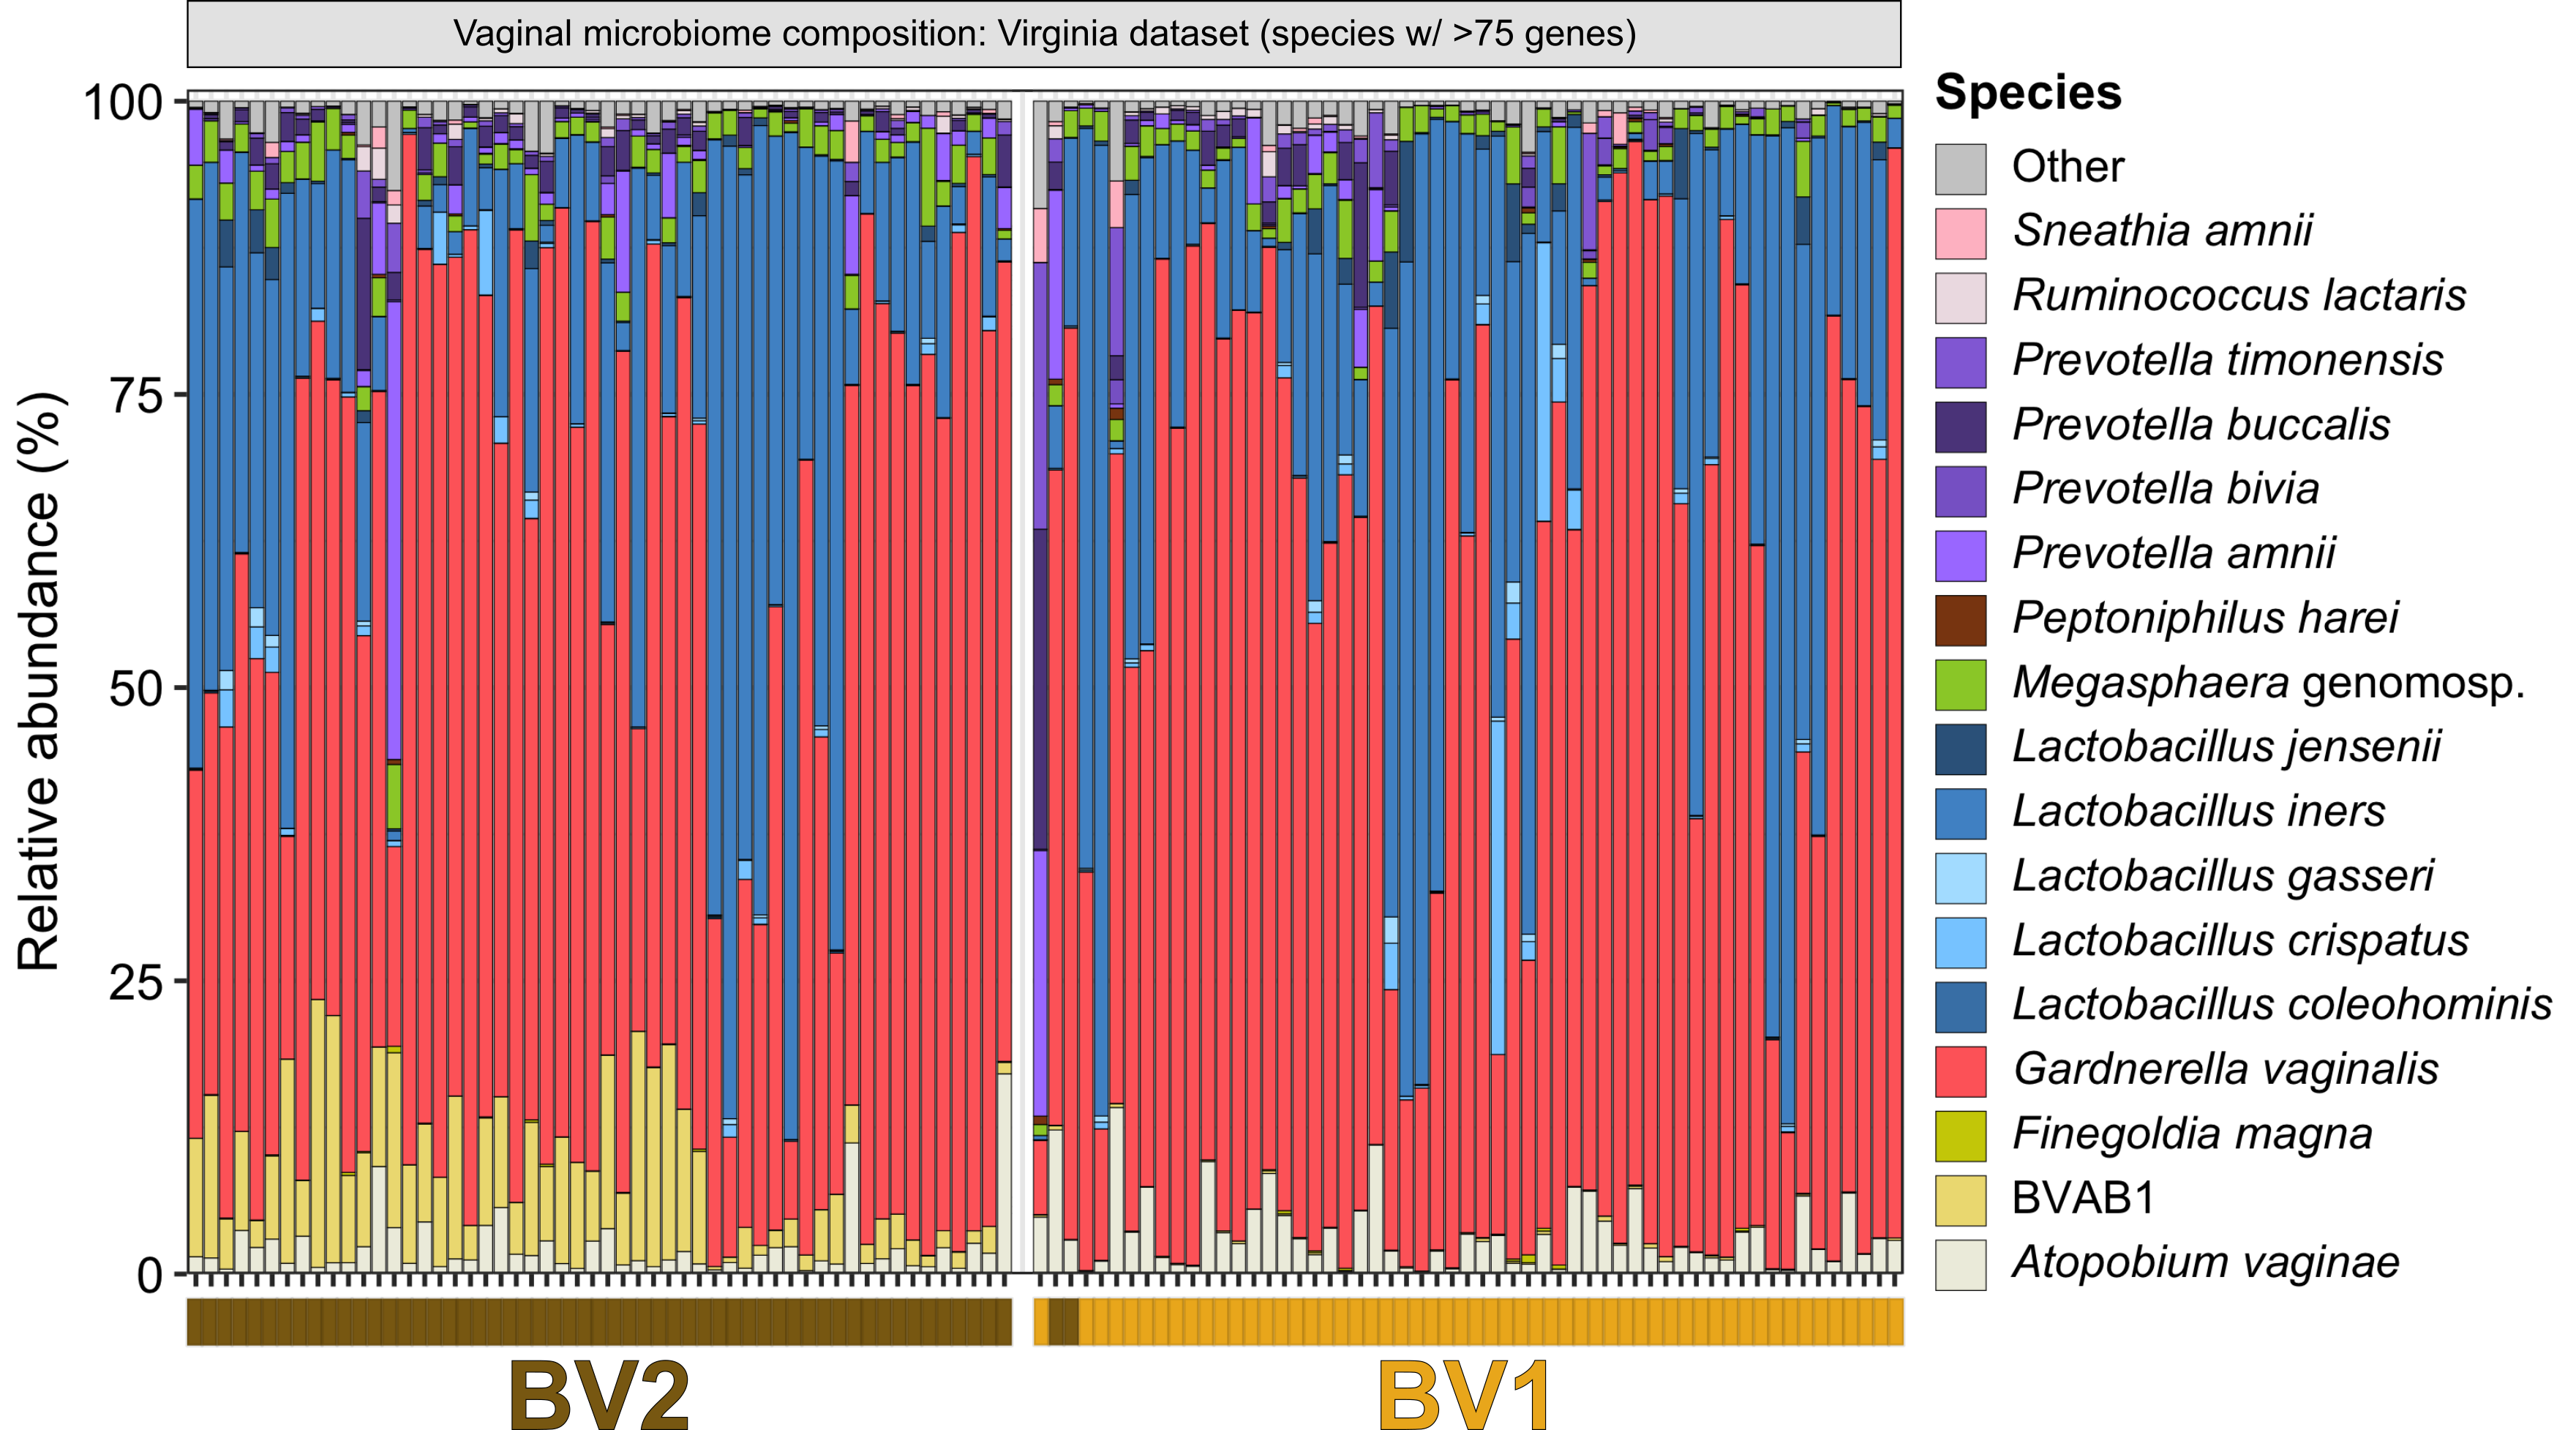 Vaginal microbiome composition: Virginia dataset (species w/ >75 genes)
Relative abundance (%)
100
75
50
25
0
BV2
BV1
Species
Other
Sneathia amnii
Ruminococcus lactaris
Prevotella timonensis
Prevotella buccalis
Prevotella bivia
Prevotella amnii
Peptoniphilus harei
Megasphaera genomosp.
Lactobacillus jensenii
Lactobacillus iners
Lactobacillus gasseri
Lactobacillus crispatus
Lactobacillus coleohominis
Gardnerella vaginalis
Finegoldia magna
BVAB1
Atopobium vaginae